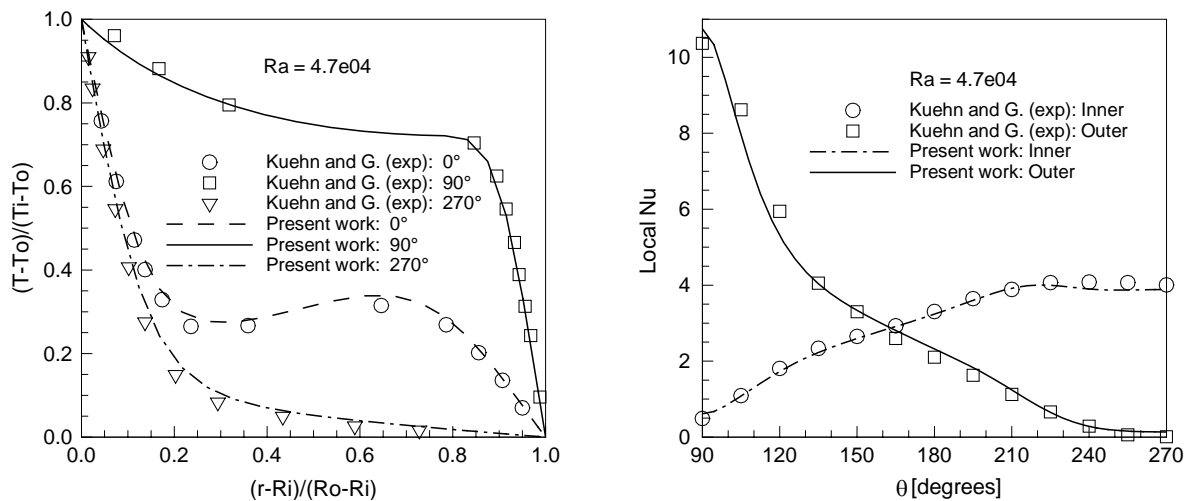 1.0
0.8
0.6
0.4
0.2
0.0
(T-To)/(Ti-To)
Ra = 4.7e04
Kuehn and G. (exp): 0°
Kuehn and G. (exp): 90°
Kuehn and G. (exp): 270°
Present work: 0°
Present work: 90°
Present work: 270°
0.0 0.2 0.4 0.6 0.8 1.0
(r-Ri)/(Ro-Ri)
10
8
6
4
2
0
Local Nu
Ra = 4.7e04
Kuehn and G. (exp): Inner
Kuehn and G. (exp): Outer
Present work: Inner
Present work: Outer
90 120 150 180 210 240 270
θ [degrees]